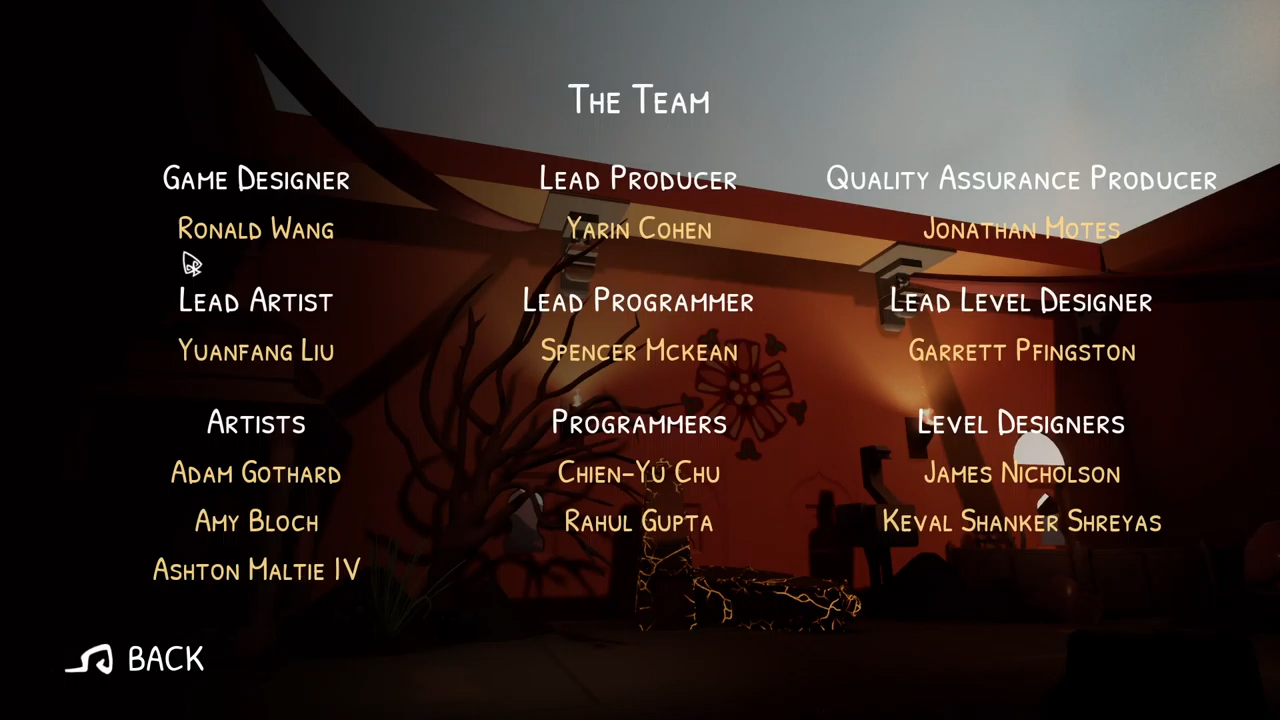 The Team
Game Designer
Ronald Wang
Lead Producer
Yarin Cohen
Quality Assurance Producer
Jonathan Motes
Lead Artist
Yuanfang Liu
Lead Programmer
Spencer Mckean
Lead Level Designer
Garrett Pfingston
Artists
Adam Gothard
Amy Bloch
Ashton Maltie IV
Programmers
Chien-Yu Chu
Rahul Gupta
Level Designers
James Nicholson
Keval Shanker Shreyas
BACK